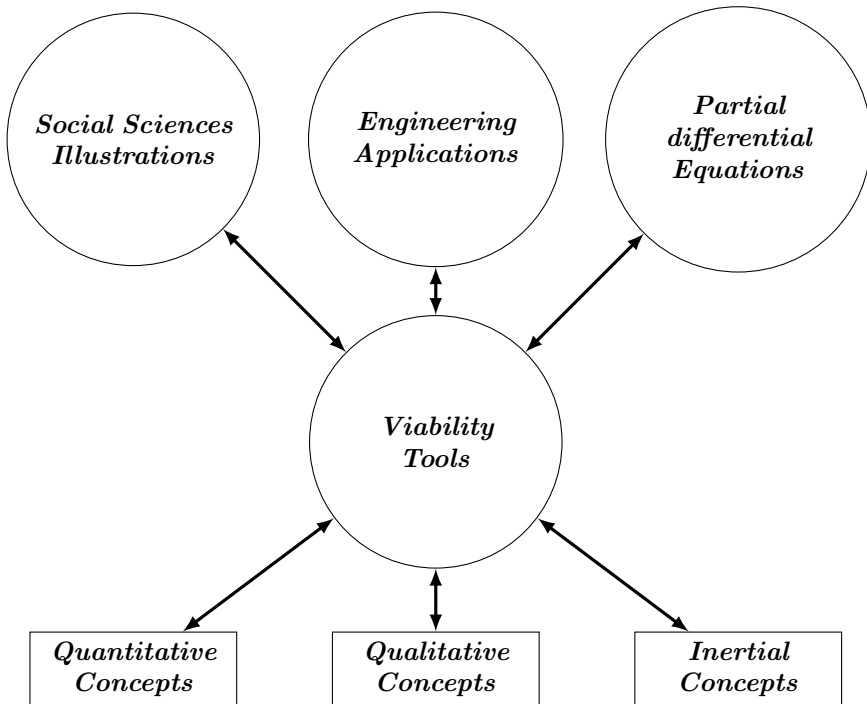 Social Sciences
Illustrations
Engineering
Applications
Partial
differential
Equations
Viability
Tools
Quantitative
Concepts
Qualitative
Concepts
Inertial
Concepts